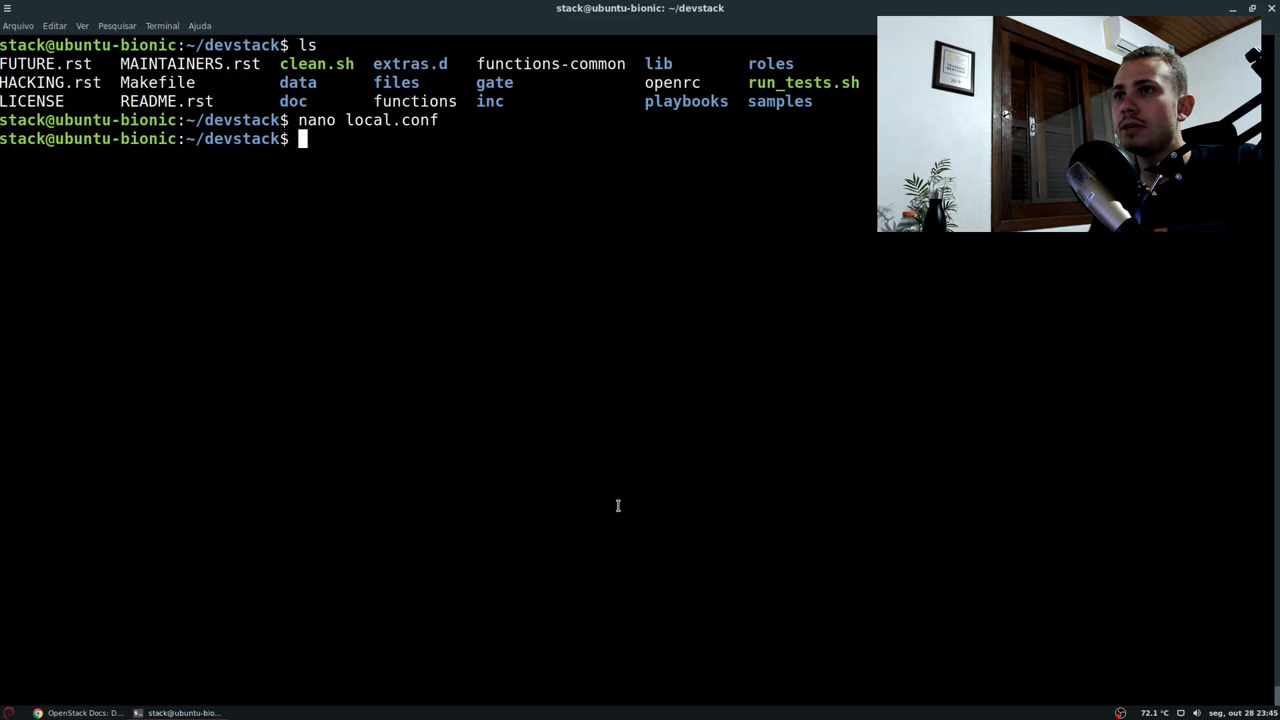 stack@ubuntu-bionic: ~/devstack
Arquivo Editar Ver Pesquisar Terminal Ajuda
stack@ubuntu-bionic:~/devstack$ ls
FUTURE.rst MAINTAINERS.rst clean.sh extras.d functions-common lib roles
HACKING.rst Makefile data files gate openrc run_tests.sh
LICENSE README.rst doc functions inc playbooks samples
stack@ubuntu-bionic:~/devstack$ nano local.conf
stack@ubuntu-bionic:~/devstack$
OpenStack Docs: D... stack@ubuntu-bio... 72.1 °C seg, out 28 23:45